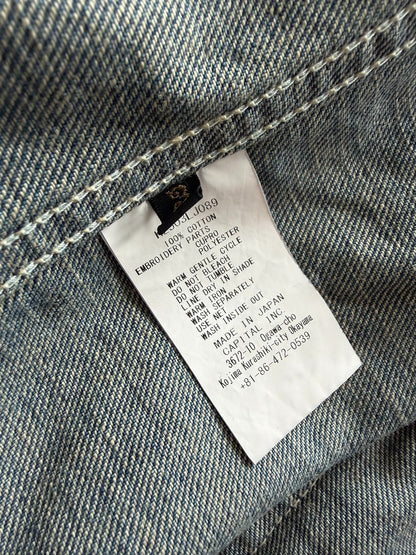 100% COTTON
EMBROIDERY PARTS
CUPRO
POLYESTER
WARM GENTLE CYCLE
DO NOT BLEACH
DO NOT TUMBLE
LINE DRY IN SHADE
WARM IRON
WASH SEPARATELY
USE NET
WASH INSIDE OUT
MADE IN JAPAN
CAPITAL INC.
3672-10 Ogawa-cho
Kojima Kurashiki-city Okayama
+81-86-472-0539